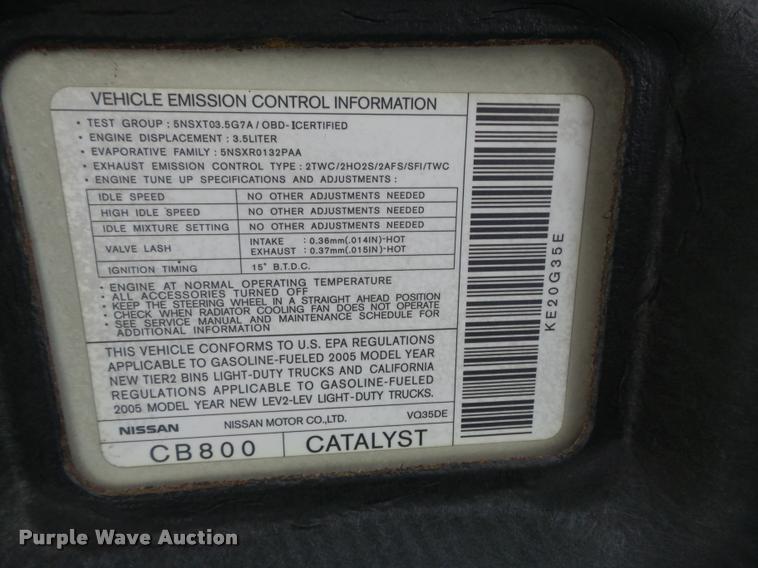 VEHICLE EMISSION CONTROL INFORMATION
• TEST GROUP : 5NSXT03.5G7A / OBD-ⅡCERTIFIED
• ENGINE DISPLACEMENT : 3.5LITER
• EVAPORATIVE FAMILY : 5NSXR0132PAA
• EXHAUST EMISSION CONTROL TYPE : 2TWC/2HO2S/2AFS/SFI/TWC
• ENGINE TUNE UP SPECIFICATIONS AND ADJUSTMENTS :
IDLE SPEED NO OTHER ADJUSTMENTS NEEDED
HIGH IDLE SPEED NO OTHER ADJUSTMENTS NEEDED
IDLE MIXTURE SETTING NO OTHER ADJUSTMENTS NEEDED
VALVE LASH INTAKE : 0.36mm(.014IN)-HOT
EXHAUST : 0.37mm(.015IN)-HOT
IGNITION TIMING 15° B.T.D.C.
• ENGINE AT NORMAL OPERATING TEMPERATURE
• ALL ACCESSORIES TURNED OFF
• KEEP THE STEERING WHEEL IN A STRAIGHT AHEAD POSITION
• CHECK WHEN RADIATOR COOLING FAN DOES NOT OPERATE
• SEE SERVICE MANUAL AND MAINTENANCE SCHEDULE FOR
ADDITIONAL INFORMATION
THIS VEHICLE CONFORMS TO U.S. EPA REGULATIONS
APPLICABLE TO GASOLINE-FUELED 2005 MODEL YEAR
NEW TIER2 BIN5 LIGHT-DUTY TRUCKS AND CALIFORNIA
REGULATIONS APPLICABLE TO GASOLINE-FUELED
2005 MODEL YEAR NEW LEV2-LEV LIGHT-DUTY TRUCKS.
NISSAN NISSAN MOTOR CO.,LTD. VQ35DE
CB800 CATALYST
KE20G35E
Purple Wave Auction